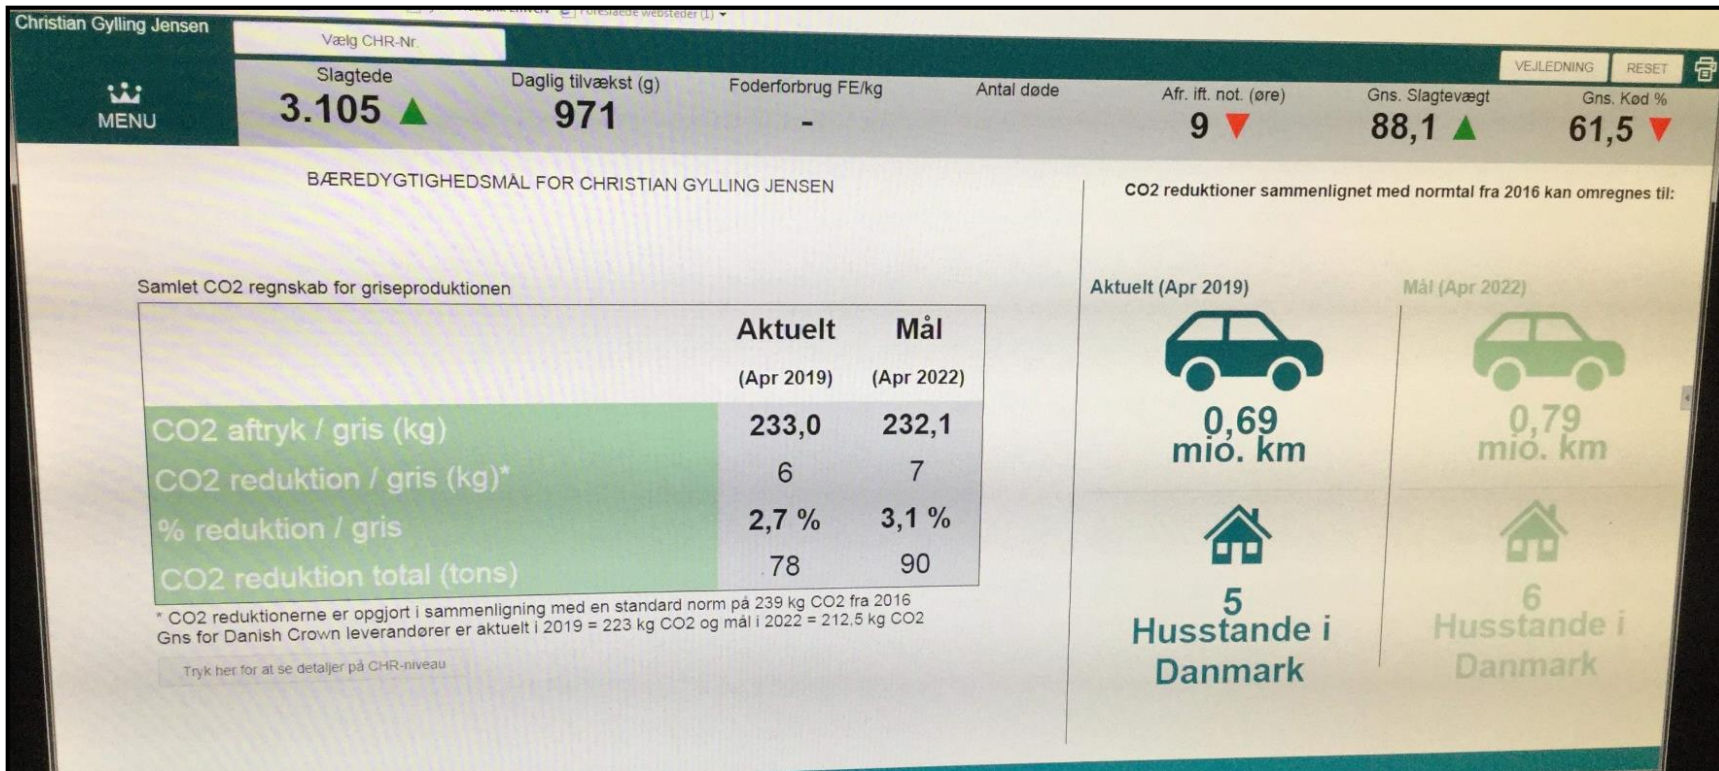 Foreslåede websteder (1)
Christian Gylling Jensen
Vælg CHR-Nr.
VEJLEDNING
RESET
MENU
Slagtede
3.105
Daglig tilvækst (g)
971
Foderforbrug FE/kg
-
Antal døde
Afr. ift. not. (øre)
9
Gns. Slagtevægt
88,1
Gns. Kød %
61,5
BÆREDYGTIGHEDSMÅL FOR CHRISTIAN GYLLING JENSEN
Samlet CO2 regnskab for griseproduktionen
Aktuelt Mål
(Apr 2019) (Apr 2022)
CO2 aftryk / gris (kg) 233,0 232,1
CO2 reduktion / gris (kg)* 6 7
% reduktion / gris 2,7 % 3,1 %
CO2 reduktion total (tons) 78 90
* CO2 reduktionerne er opgjort i sammenligning med en standard norm på 239 kg CO2 fra 2016
Gns for Danish Crown leverandører er aktuelt i 2019 = 223 kg CO2 og mål i 2022 = 212,5 kg CO2
Tryk her for at se detaljer på CHR-niveau
CO2 reduktioner sammenlignet med normtal fra 2016 kan omregnes til:
Aktuelt (Apr 2019)
0,69
mio. km
5
Husstande i
Danmark
Mål (Apr 2022)
0,79
mio. km
6
Husstande i
Danmark